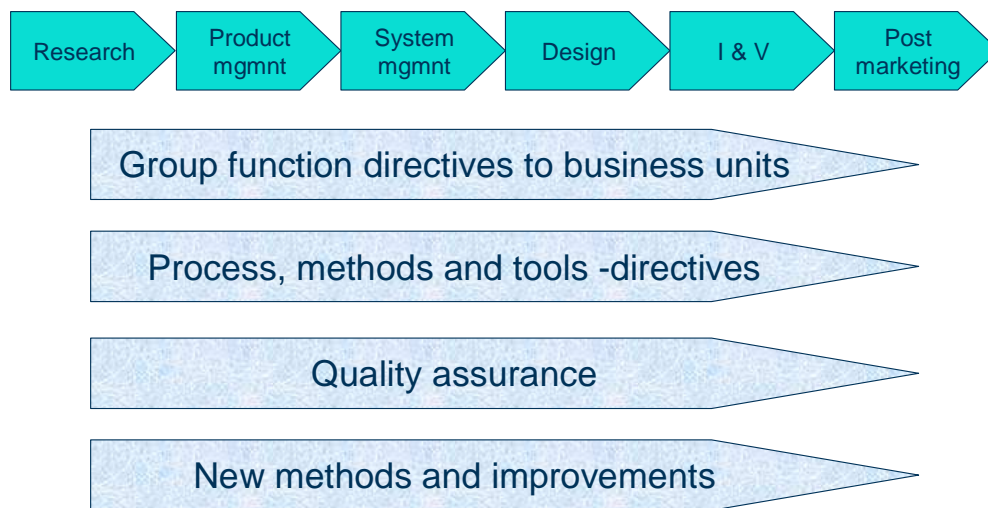 Research
Product
mgmnt
System
mgmnt
Design
I & V
Post
marketing
Group function directives to business units
Process, methods and tools -directives
Quality assurance
New methods and improvements